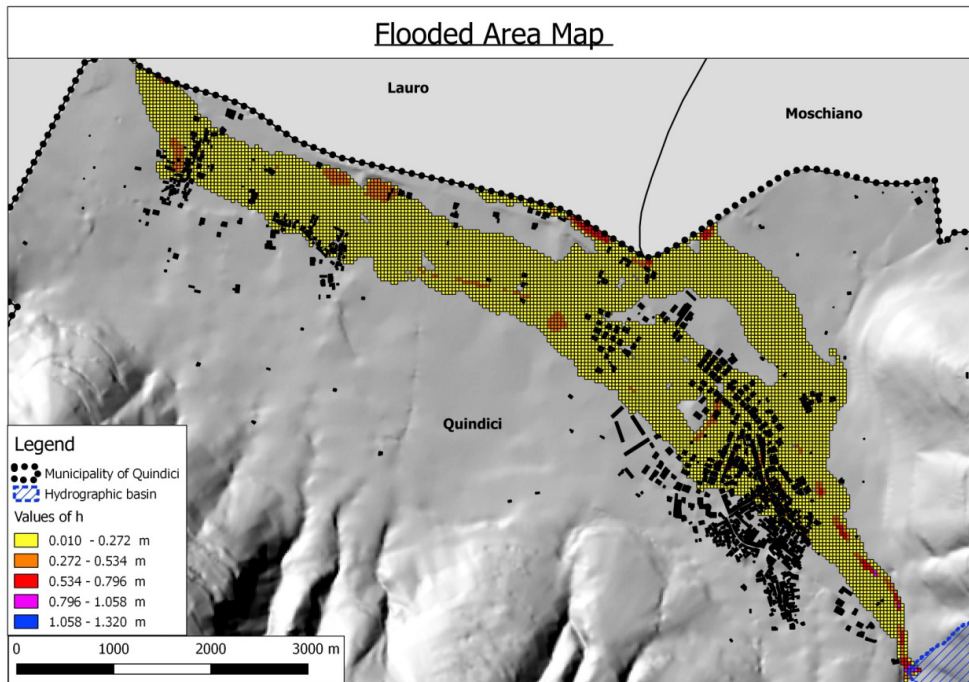 Flooded Area Map
Lauro
Moschiano
Quindici
Legend
Municipality of Quindici
Hydrographic basin
Values of h
0.010 - 0.272 m
0.272 - 0.534 m
0.534 - 0.796 m
0.796 - 1.058 m
1.058 - 1.320 m
0 1000 2000 3000 m